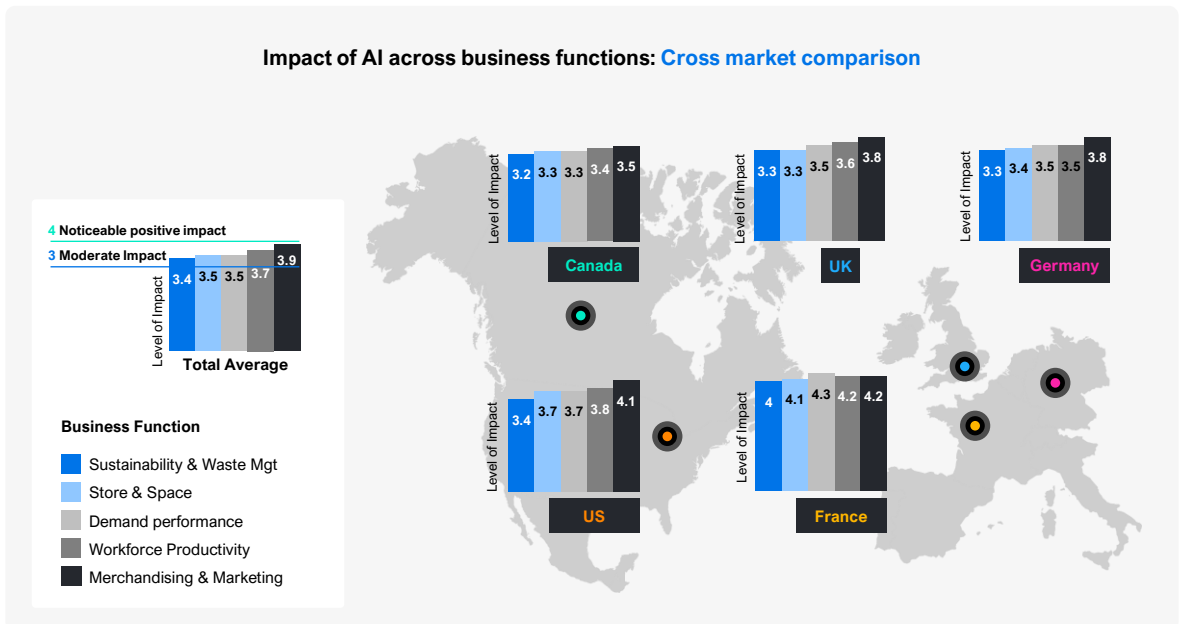 Impact of AI across business functions: Cross market comparison
Level of Impact
3.2 3.3 3.3 3.4 3.5
Canada
Level of Impact
3.3 3.3 3.5 3.6 3.8
UK
Level of Impact
3.3 3.4 3.5 3.5 3.8
Germany
4 Noticeable positive impact
3 Moderate Impact
Level of Impact
3.4 3.5 3.5 3.7 3.9
Total Average
Level of Impact
3.4 3.7 3.7 3.8 4.1
US
Level of Impact
4 4.1 4.3 4.2 4.2
France
Business Function
Sustainability & Waste Mgt
Store & Space
Demand performance
Workforce Productivity
Merchandising & Marketing